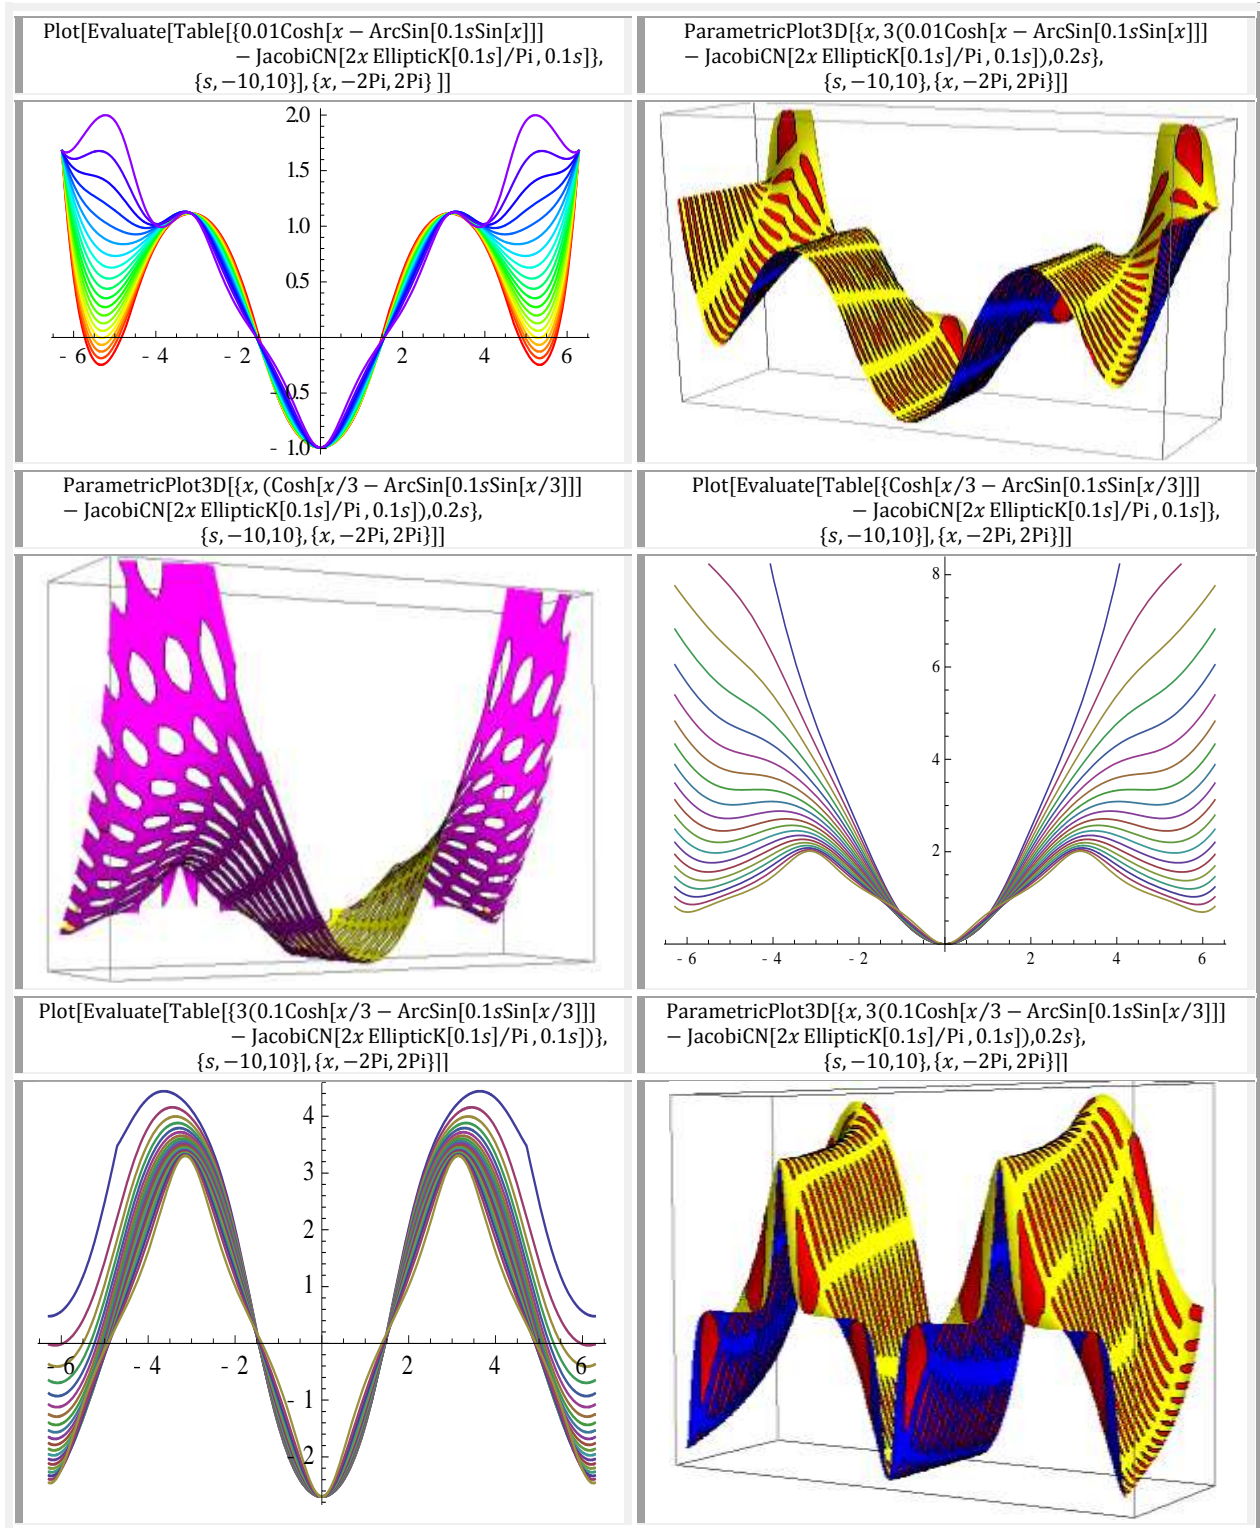 Plot[Evaluate[Table[{0.01Cosh[x − ArcSin[0.1sSin[x]]]
− JacobiCN[2x EllipticK[0.1s]/Pi , 0.1s]},
{s, −10,10}], {x, −2Pi, 2Pi} ]]
ParametricPlot3D[{x, 3(0.01Cosh[x − ArcSin[0.1sSin[x]]]
− JacobiCN[2x EllipticK[0.1s]/Pi , 0.1s]),0.2s},
{s, −10,10}, {x, −2Pi, 2Pi}]]
2.0
1.5
1.0
0.5
- 6 - 4 - 2 2 4 6
- 0.5
- 1.0
ParametricPlot3D[{x, (Cosh[x/3 − ArcSin[0.1sSin[x/3]]]
− JacobiCN[2x EllipticK[0.1s]/Pi , 0.1s]),0.2s},
{s, −10,10}, {x, −2Pi, 2Pi}]]
Plot[Evaluate[Table[{Cosh[x/3 − ArcSin[0.1sSin[x/3]]]
− JacobiCN[2x EllipticK[0.1s]/Pi , 0.1s]},
{s, −10,10}], {x, −2Pi, 2Pi}]]
8
6
4
2
- 6 - 4 - 2 2 4 6
Plot[Evaluate[Table[{3(0.1Cosh[x/3 − ArcSin[0.1sSin[x/3]]]
− JacobiCN[2x EllipticK[0.1s]/Pi , 0.1s])},
{s, −10,10}], {x, −2Pi, 2Pi}]]
ParametricPlot3D[{x, 3(0.1Cosh[x/3 − ArcSin[0.1sSin[x/3]]]
− JacobiCN[2x EllipticK[0.1s]/Pi , 0.1s]),0.2s},
{s, −10,10}, {x, −2Pi, 2Pi}]]
4
3
2
1
- 6 - 4 - 2 2 4 6
- 1
- 2